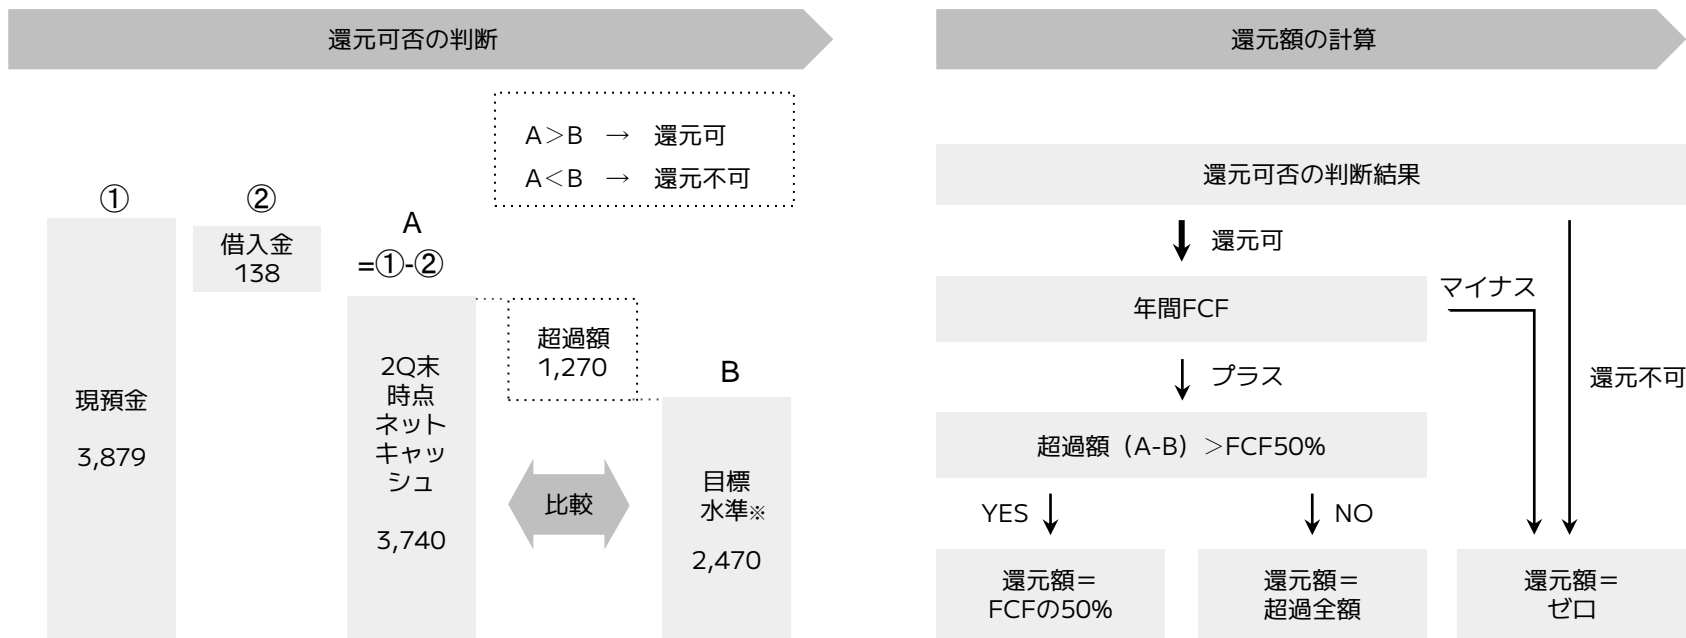 還元可否の判断
A＞B → 還元可
A＜B → 還元不可
①
現預金
3,879
②
借入金
138
A
=①-②
2Q末
時点
ネット
キャッ
シュ
3,740
超過額
1,270
比較
B
目標
水準※
2,470
還元額の計算
還元可否の判断結果
還元可
年間FCF
マイナス
プラス
還元不可
超過額（A-B）＞FCF50%
YES
NO
還元額＝
FCFの50%
還元額＝
超過全額
還元額＝
ゼロ